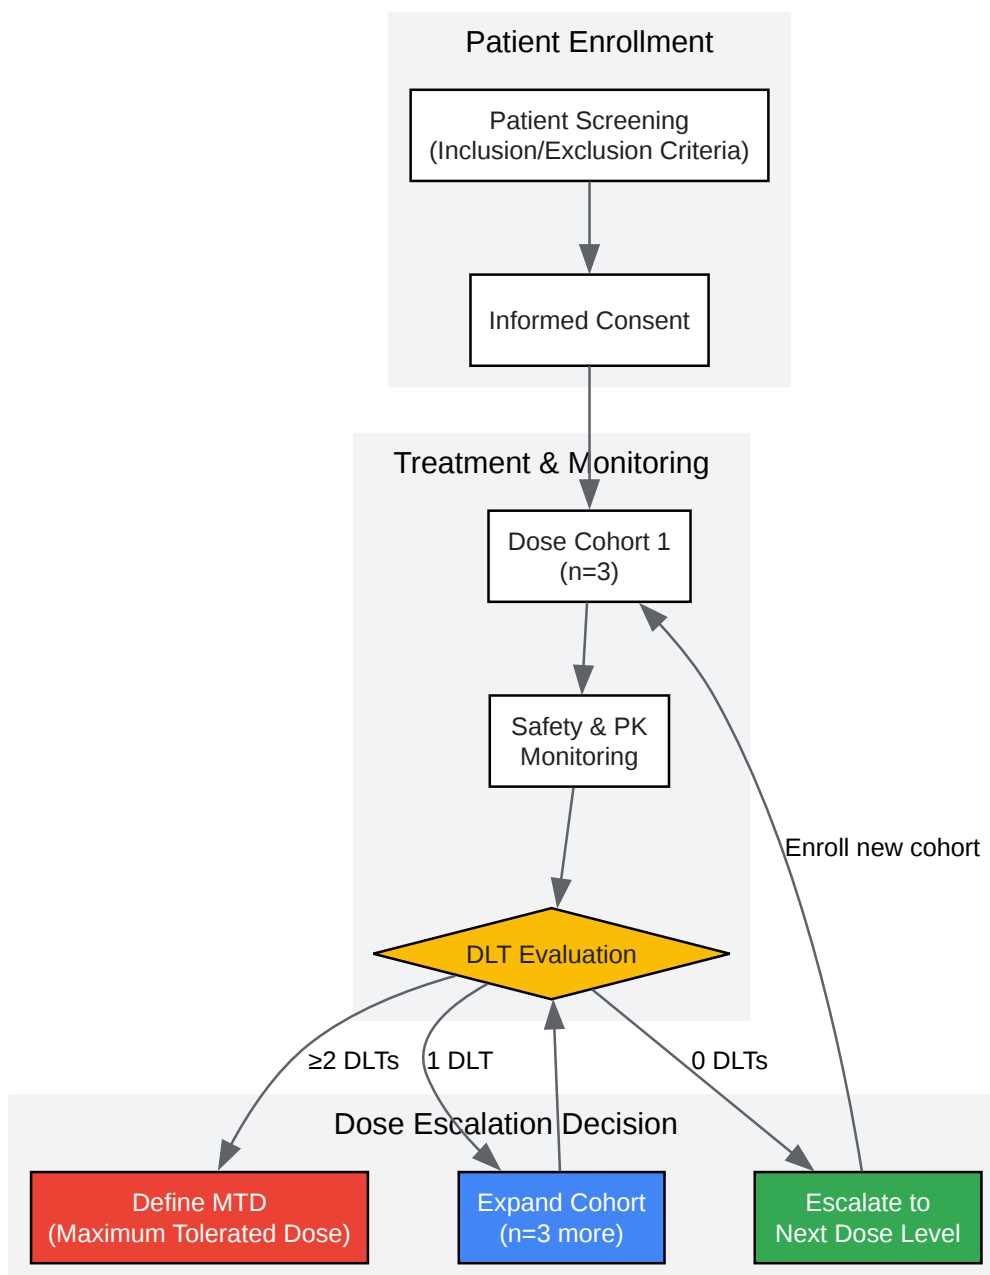 Patient Enrollment
Patient Screening
(Inclusion/Exclusion Criteria)
Informed Consent
Treatment & Monitoring
Dose Cohort 1
(n=3)
Safety & PK
Monitoring
Enroll new cohort
DLT Evaluation
≥2 DLTs
1 DLT
0 DLTs
Dose Escalation Decision
Define MTD
(Maximum Tolerated Dose)
Expand Cohort
(n=3 more)
Escalate to
Next Dose Level